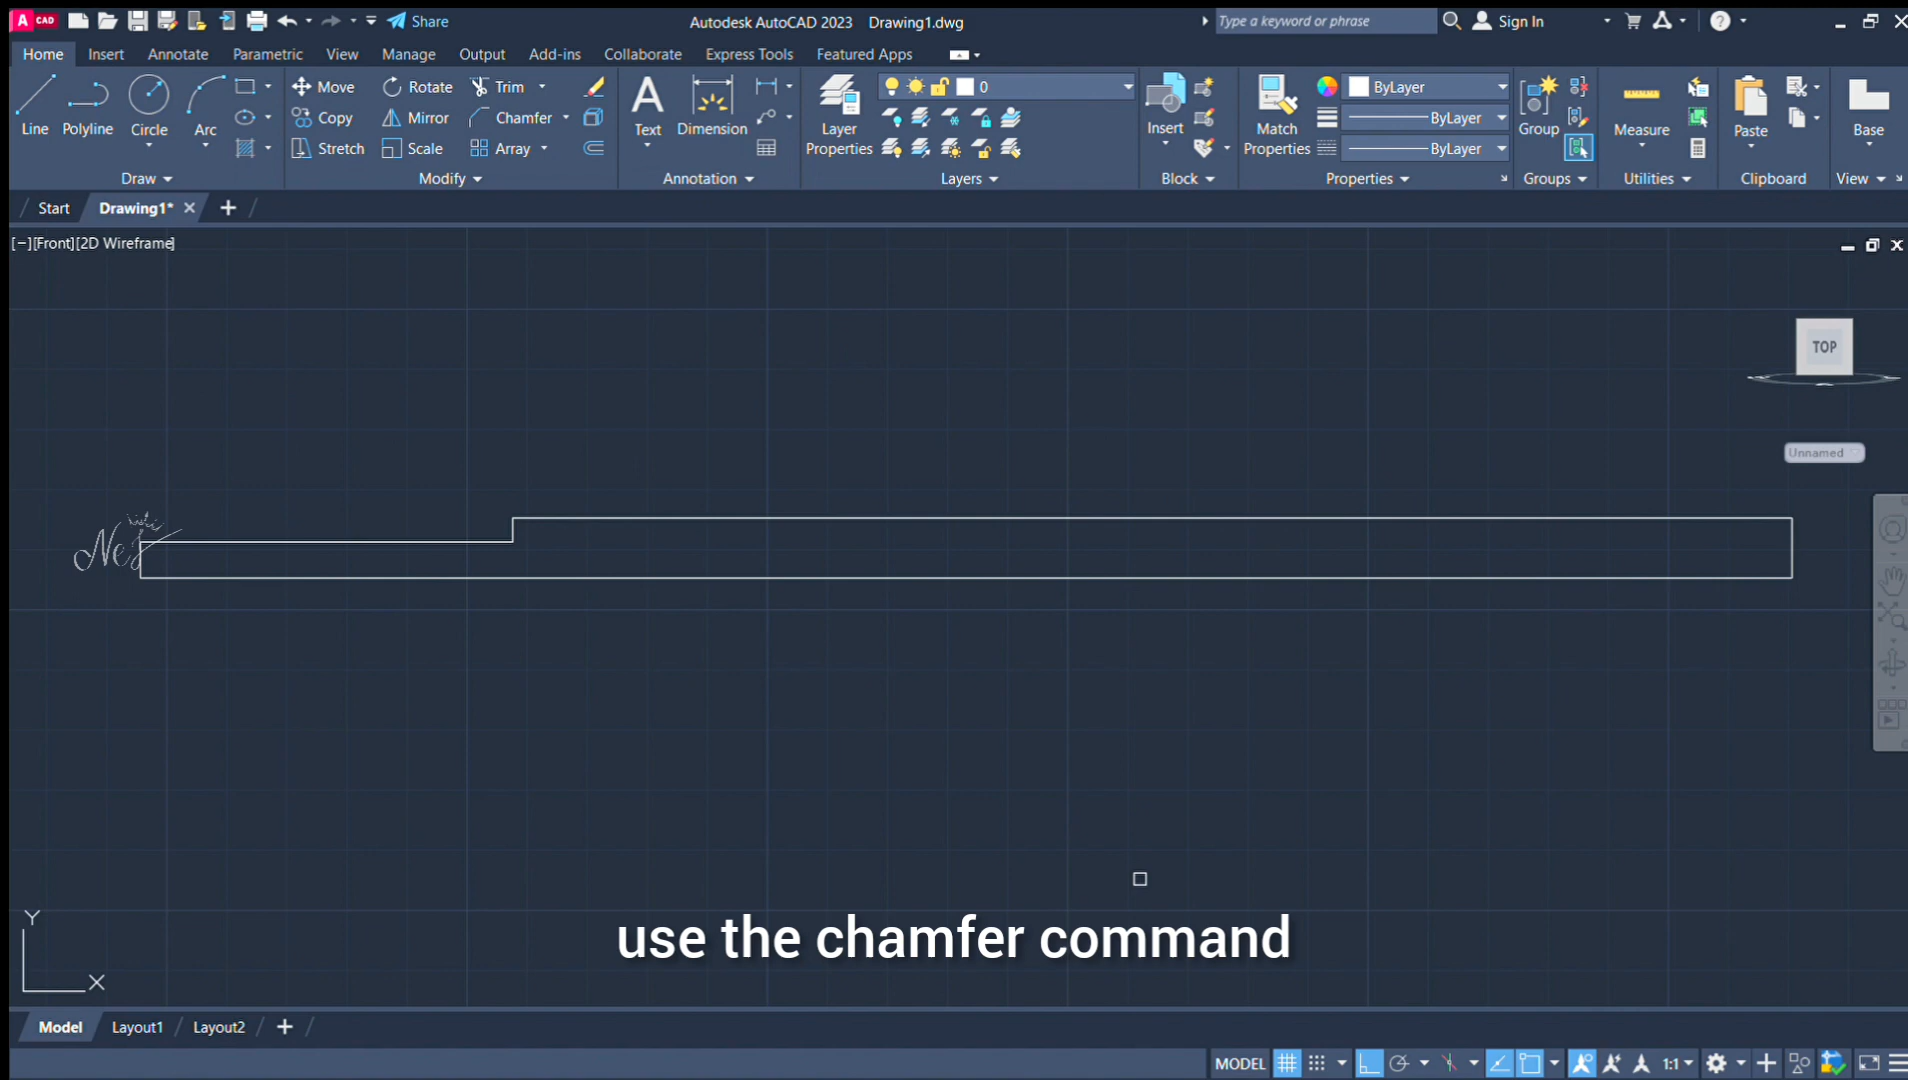 A CAD
Share
Autodesk AutoCAD 2023 Drawing1.dwg
Type a keyword or phrase
Sign In
Home Insert Annotate Parametric View Manage Output Add-ins Collaborate Express Tools Featured Apps
Move Rotate Trim
Copy Mirror Chamfer
Stretch Scale Array
Line Polyline Circle Arc
Text Dimension
Layer Properties
0
Insert
Match Properties
ByLayer
ByLayer
ByLayer
Group
Measure
Paste
Base
Draw Modify Annotation Layers Block Properties Groups Utilities Clipboard View
Start Drawing1*
[−][Front][2D Wireframe]
TOP
Unnamed
Y
X
use the chamfer command
Model Layout1 Layout2
MODEL
1:1